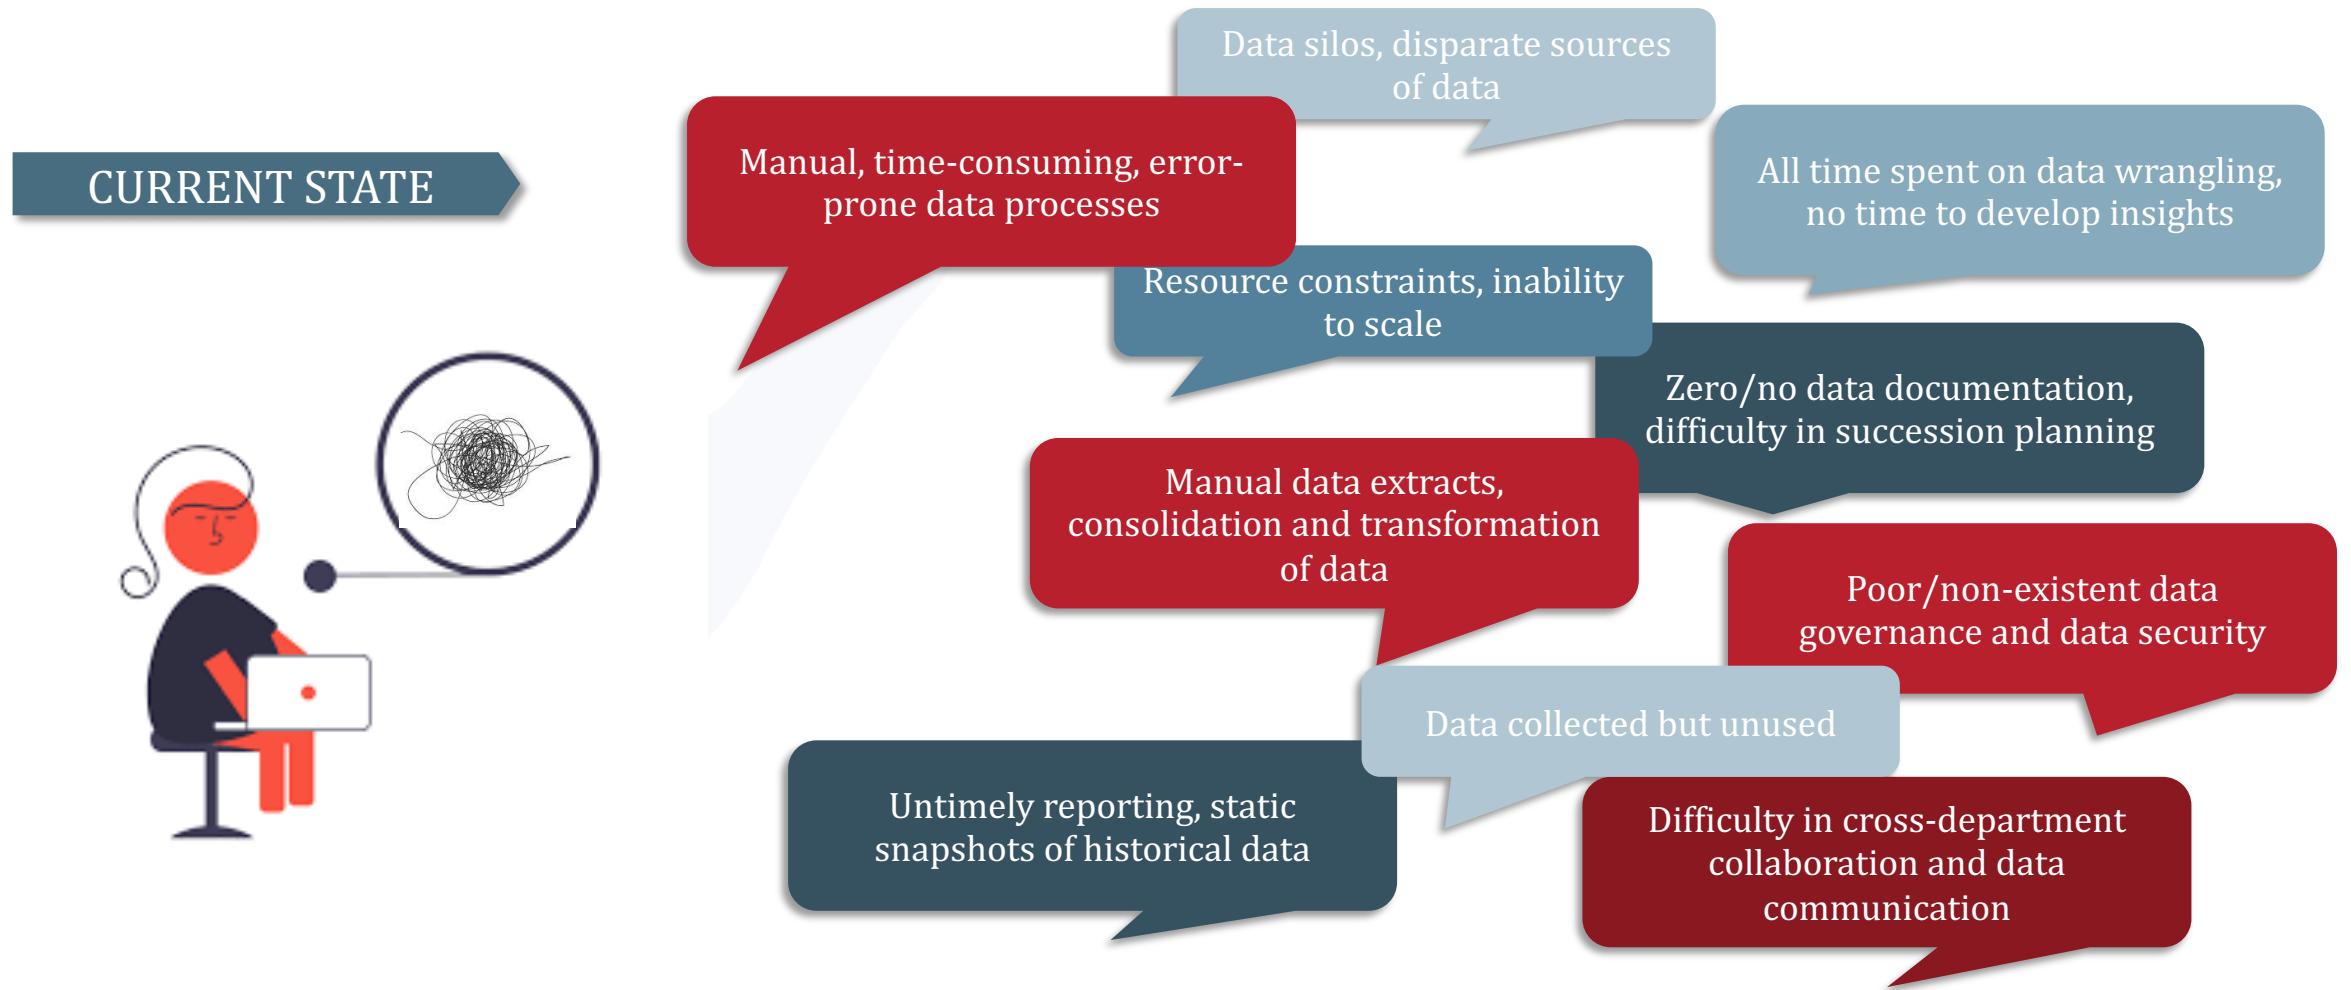 CURRENT STATE
Data silos, disparate sources
of data
Manual, time-consuming, error-
prone data processes
All time spent on data wrangling,
no time to develop insights
Resource constraints, inability
to scale
Zero/no data documentation,
difficulty in succession planning
Manual data extracts,
consolidation and transformation
of data
Poor/non-existent data
governance and data security
Data collected but unused
Untimely reporting, static
snapshots of historical data
Difficulty in cross-department
collaboration and data
communication